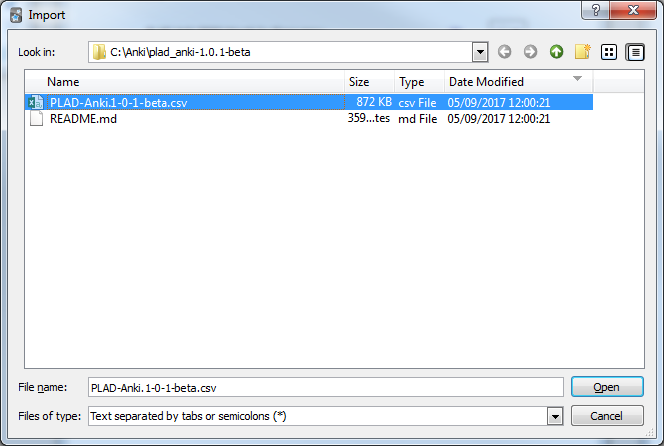 Import
Look in: C:\Anki\plad_anki-1.0.1-beta
Name Size Type Date Modified
PLAD-Anki.1-0-1-beta.csv 872 KB csv File 05/09/2017 12:00:21
README.md 359...tes md File 05/09/2017 12:00:21
File name: PLAD-Anki.1-0-1-beta.csv Open
Files of type: Text separated by tabs or semicolons (*) Cancel